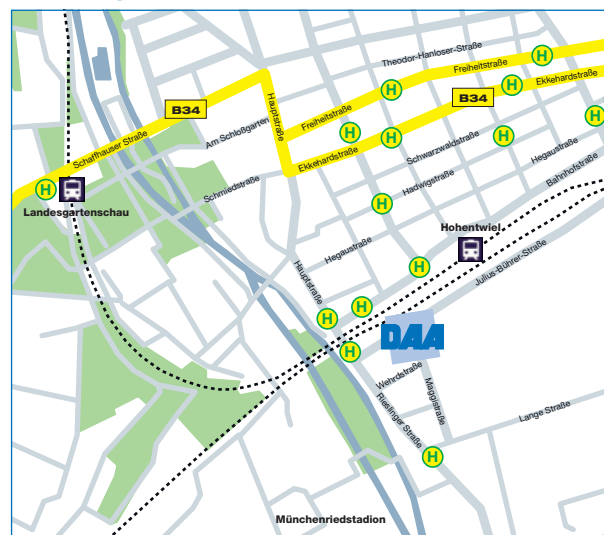 Theodor-Hanloser-Straße
H
Freiheitstraße
Ekkehardstraße
H
H
B34
B34
Hauptstraße
Freiheitstraße
Am Schloßgarten
H
H
H
H
Schaffhauser Straße
Ekkehardstraße
Schwarzwaldstraße
Hegaustraße
Bahnhofstraße
Hadwigstraße
H
Schmiedstraße
H
Landesgartenschau
Hohentwiel
Hegaustraße
Hauptstraße
H
Julius-Bührer-Straße
H
H
DAA
H
Wehrdstraße
Maggistraße
Rieslinger Straße
Lange Straße
H
Münchenriedstadion